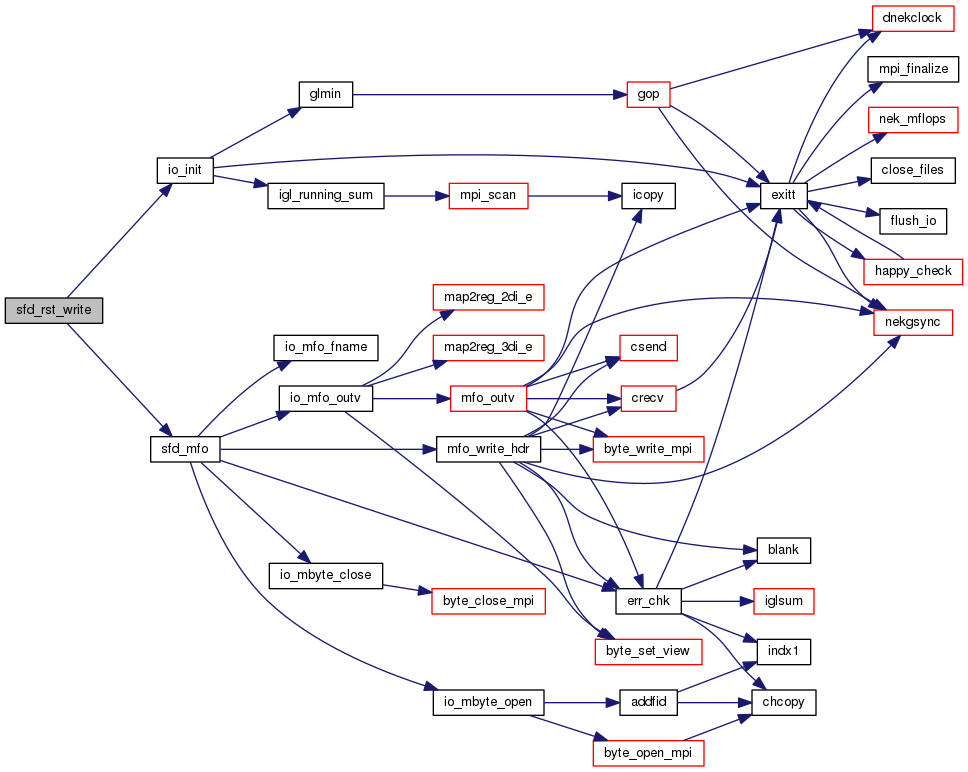 dnekclock
mpi_finalize
glmin
gop
nek_mflops
io_init
close_files
igl_running_sum
mpi_scan
icopy
exitt
flush_io
happy_check
map2reg_2di_e
sfd_rst_write
nekgsync
io_mfo_fname
map2reg_3di_e
csend
io_mfo_outv
mfo_outv
crecv
sfd_mfo
mfo_write_hdr
byte_write_mpi
blank
io_mbyte_close
byte_close_mpi
err_chk
iglsum
byte_set_view
indx1
io_mbyte_open
addfid
chcopy
byte_open_mpi